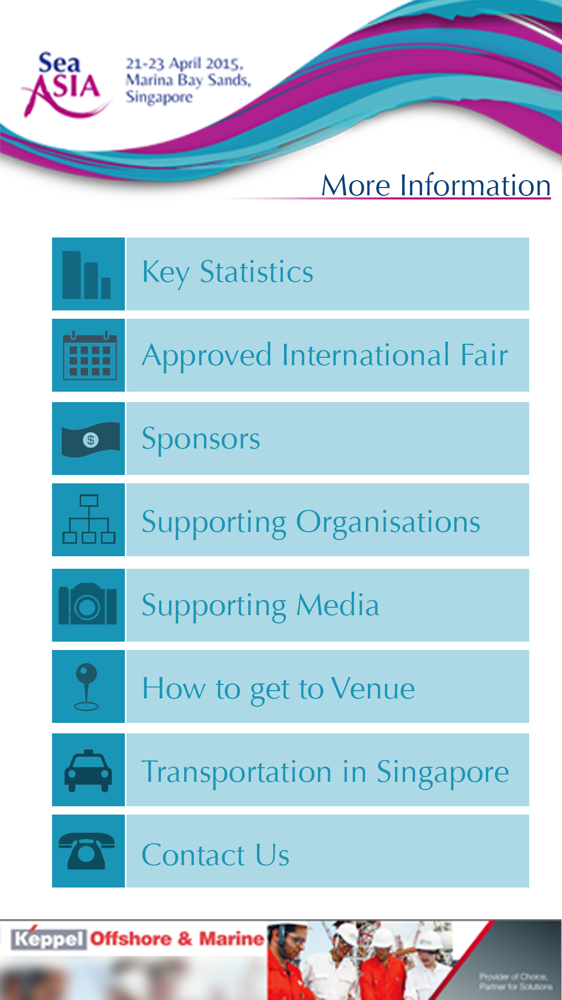 Sea
ASIA
21-23 April 2015,
Marina Bay Sands,
Singapore
More Information
Key Statistics
Approved International Fair
$
Sponsors
Supporting Organisations
Supporting Media
How to get to Venue
Transportation in Singapore
Contact Us
Keppel Offshore & Marine
Provider of Choice,
Partner for Solutions